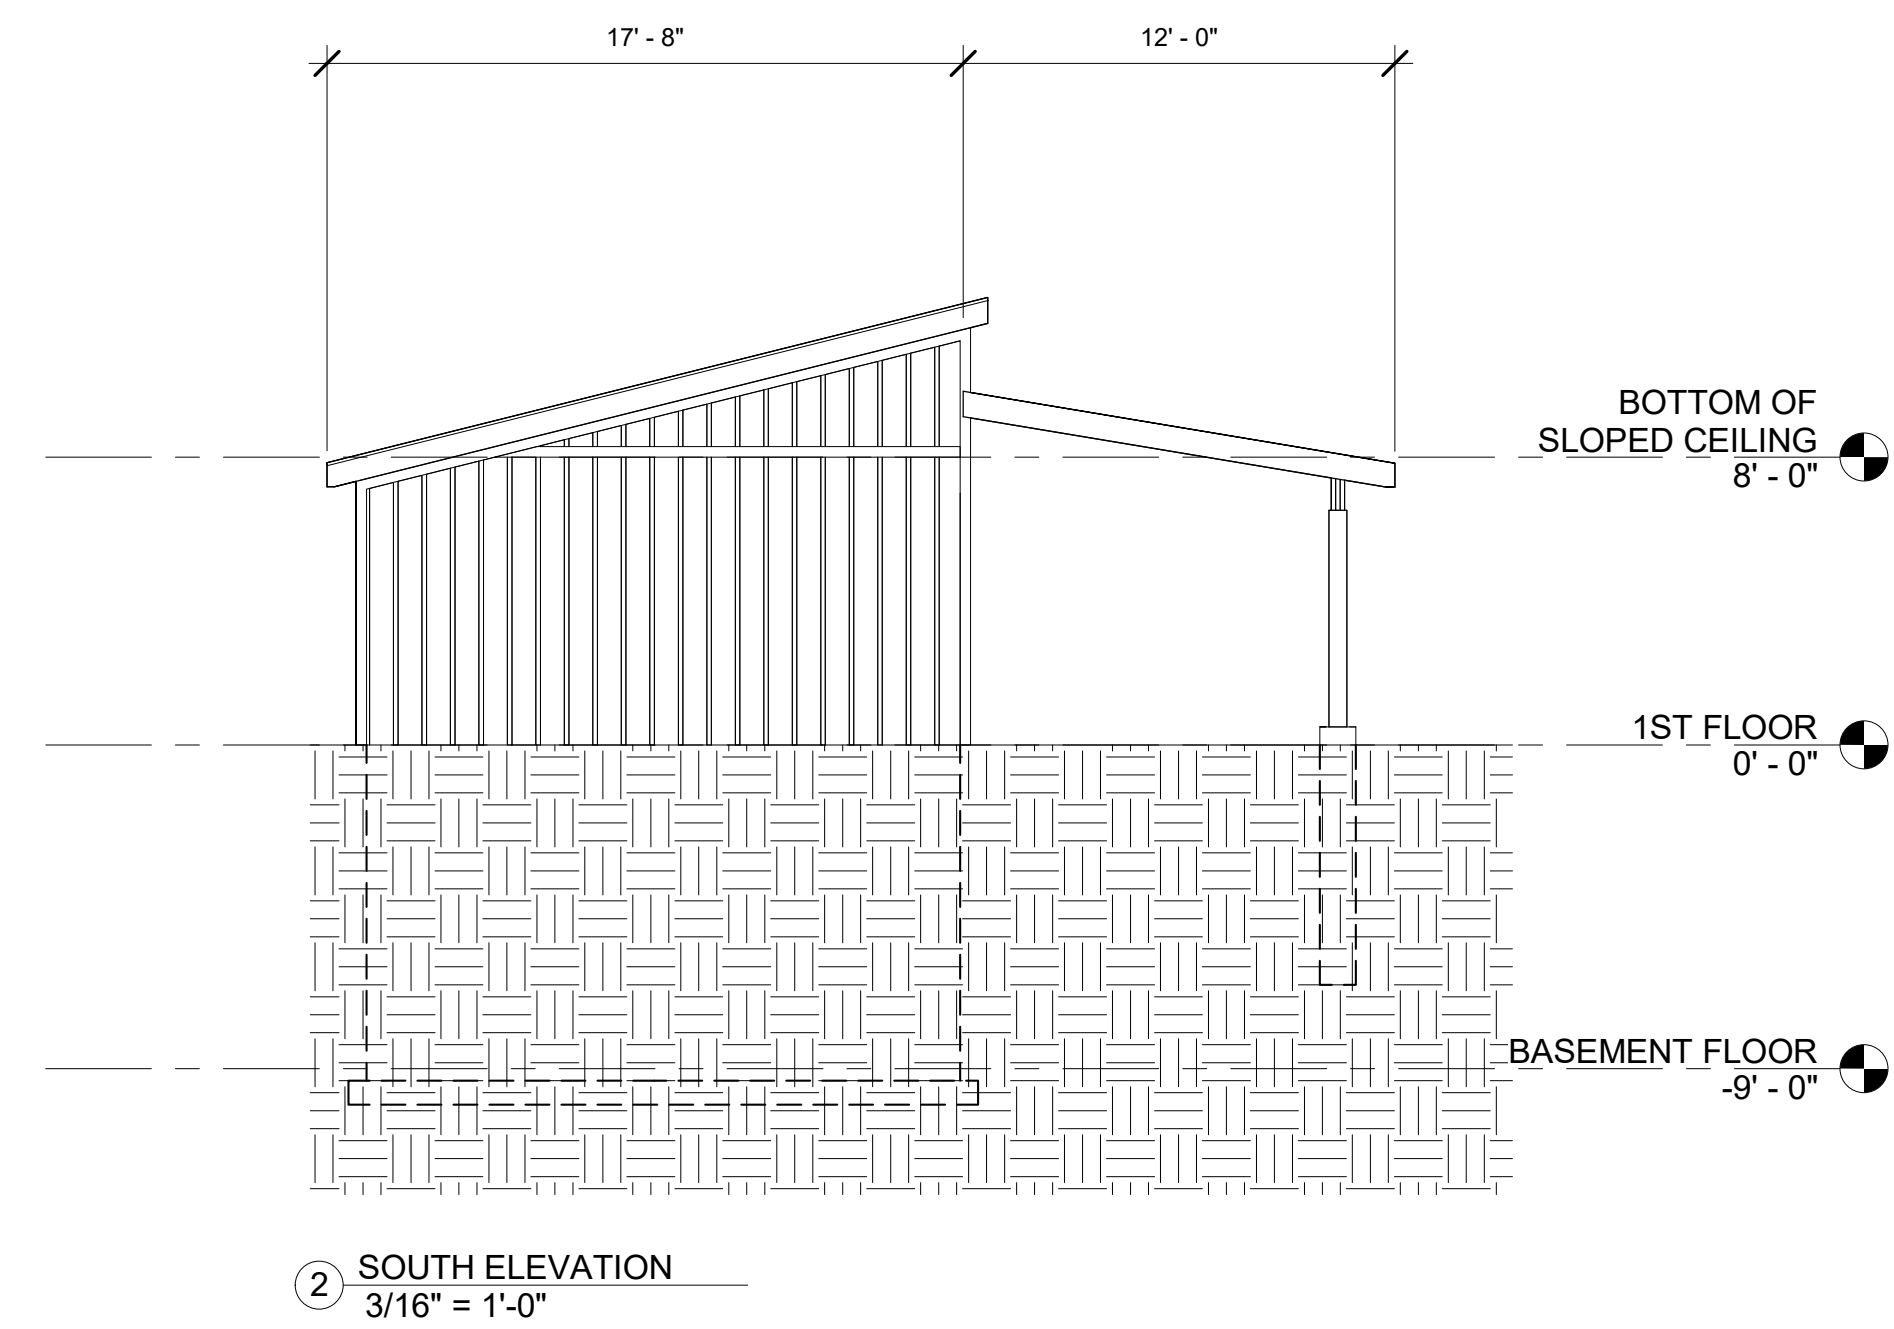 17' - 8"
12' - 0"
BOTTOM OF
SLOPED CEILING
8' - 0"
1ST FLOOR
0' - 0"
BASEMENT FLOOR
-9' - 0"
2
SOUTH ELEVATION
3/16" = 1'-0"